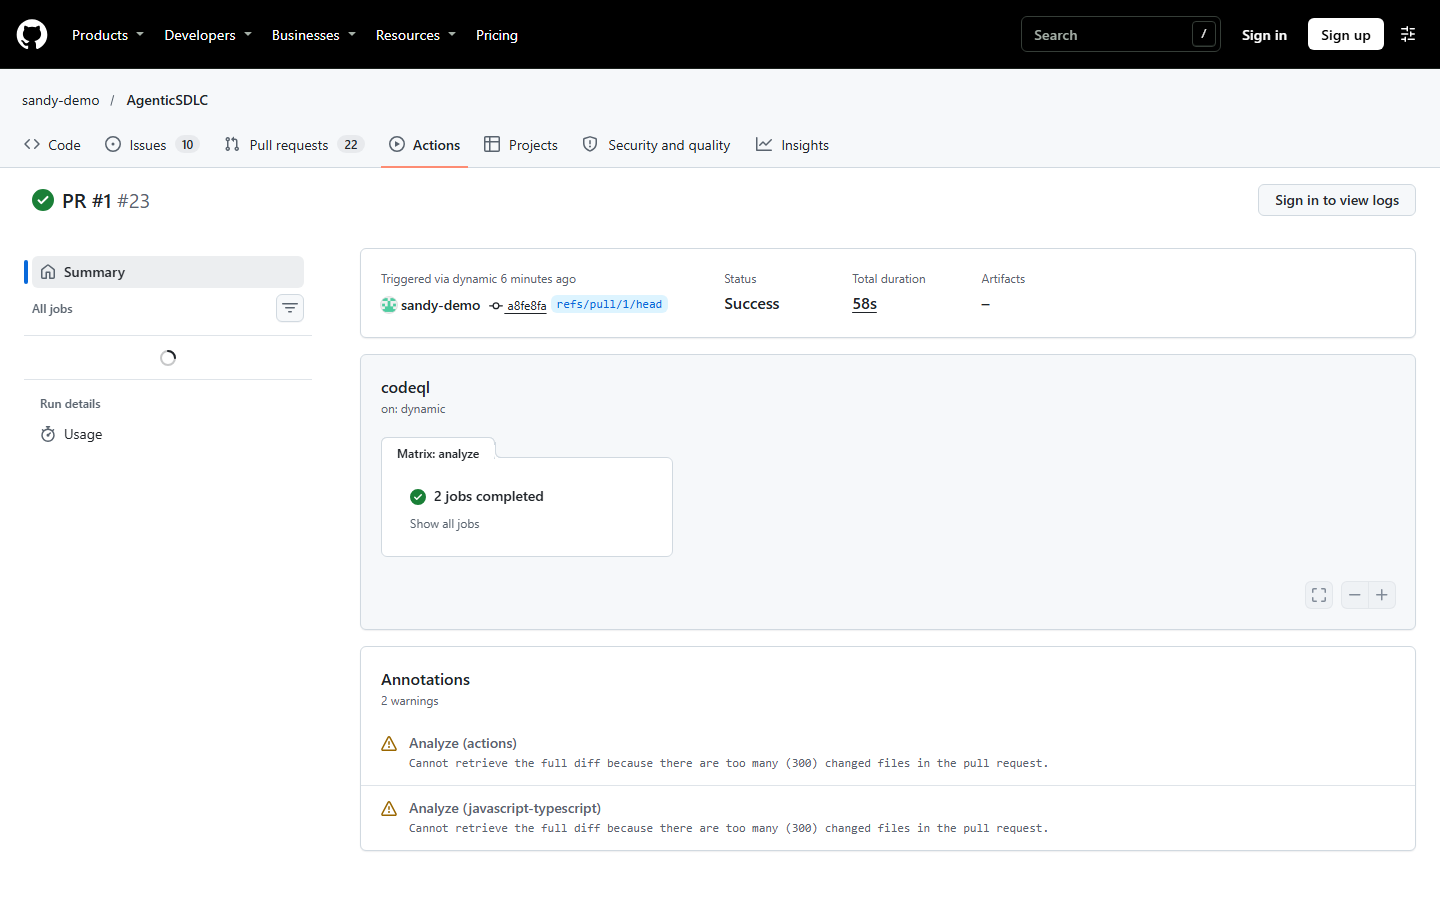 Products
Developers
Businesses
Resources
Pricing
Search
/
Sign in
Sign up
sandy-demo / AgenticSDLC
Code
Issues 10
Pull requests 22
Actions
Projects
Security and quality
Insights
PR #1 #23
Sign in to view logs
Summary
All jobs
Run details
Usage
Triggered via dynamic 6 minutes ago
sandy-demo a8fe8fa refs/pull/1/head
Status
Success
Total duration
58s
Artifacts
–
codeql
on: dynamic
Matrix: analyze
2 jobs completed
Show all jobs
Annotations
2 warnings
Analyze (actions)
Cannot retrieve the full diff because there are too many (300) changed files in the pull request.
Analyze (javascript-typescript)
Cannot retrieve the full diff because there are too many (300) changed files in the pull request.